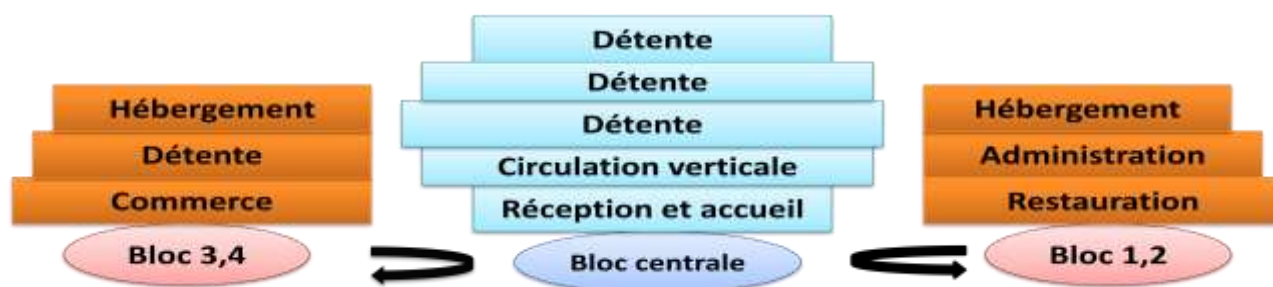 Hébergement
Détente
Commerce
Bloc 3,4
Détente
Détente
Détente
Circulation verticale
Réception et accueil
Bloc centrale
Hébergement
Administration
Restauration
Bloc 1,2